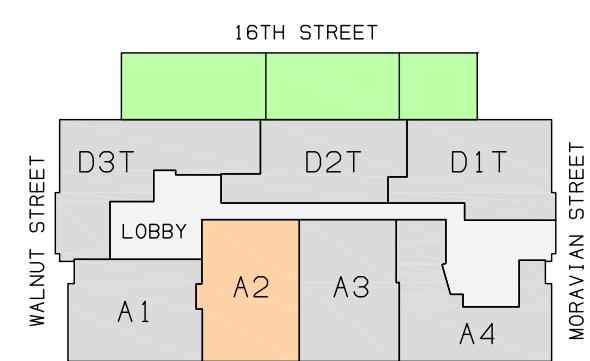 16TH STREET
D3T
D2T
D1T
WALNUT STREET
MORAVIAN STREET
LOBBY
A1
A2
A3
A4